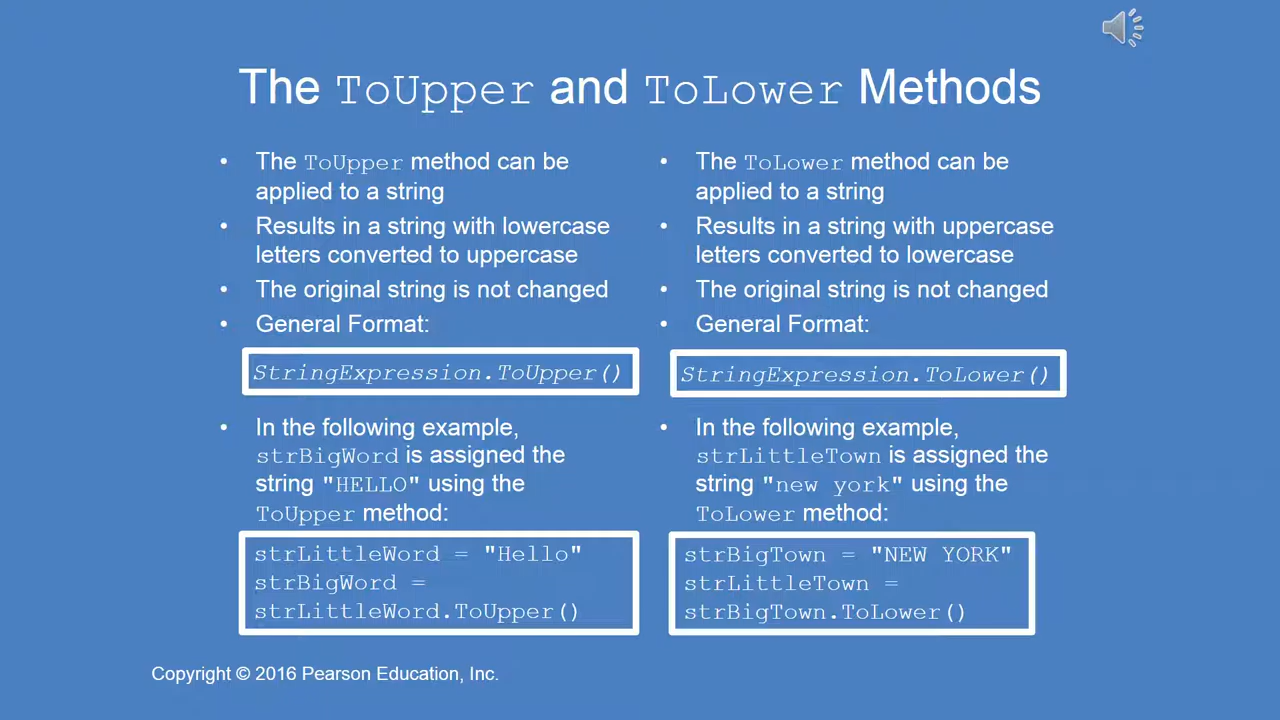 The ToUpper and ToLower Methods
• The ToUpper method can be
applied to a string
• Results in a string with lowercase
letters converted to uppercase
• The original string is not changed
• General Format:
StringExpression.ToUpper()
• In the following example,
strBigWord is assigned the
string "HELLO" using the
ToUpper method:
strLittleWord = "Hello"
strBigWord =
strLittleWord.ToUpper()
• The ToLower method can be
applied to a string
• Results in a string with uppercase
letters converted to lowercase
• The original string is not changed
• General Format:
StringExpression.ToLower()
• In the following example,
strLittleTown is assigned the
string "new york" using the
ToLower method:
strBigTown = "NEW YORK"
strLittleTown =
strBigTown.ToLower()
Copyright © 2016 Pearson Education, Inc.